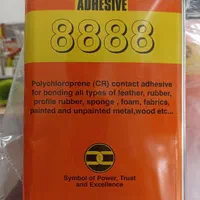 ADHESIVE
8888
Polychloroprene (CR) contact adhesive
for bonding all types of leather, rubber,
profile rubber, sponge , foam, fabrics,
painted and unpainted metal,wood etc...
Symbol of Power, Trust
and Excellence